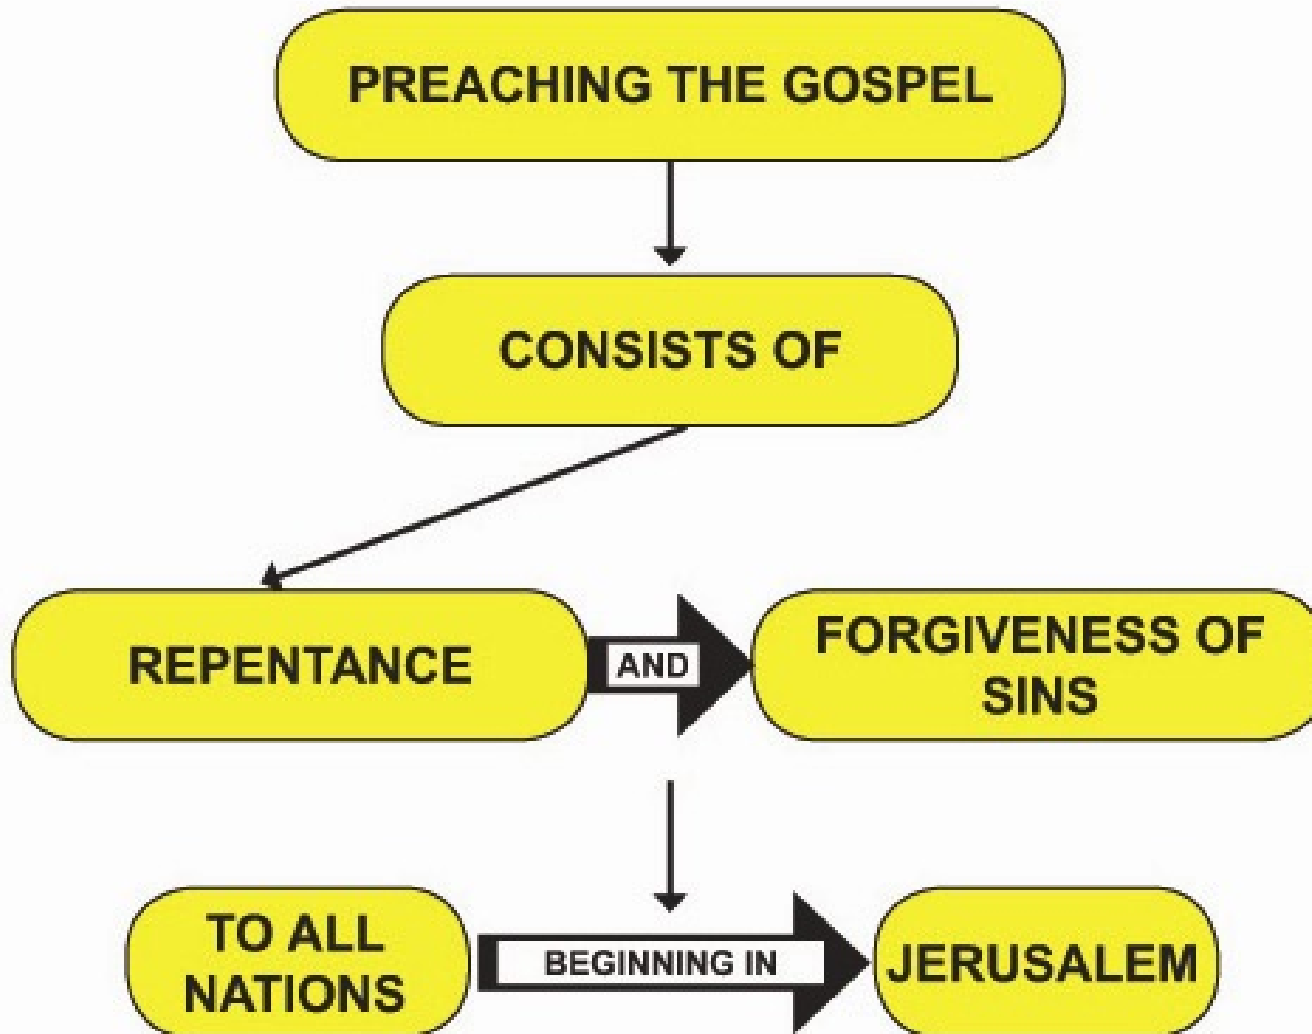 PREACHING THE GOSPEL
CONSISTS OF
REPENTANCE
AND
FORGIVENESS OF
SINS
TO ALL
NATIONS
BEGINNING IN
JERUSALEM